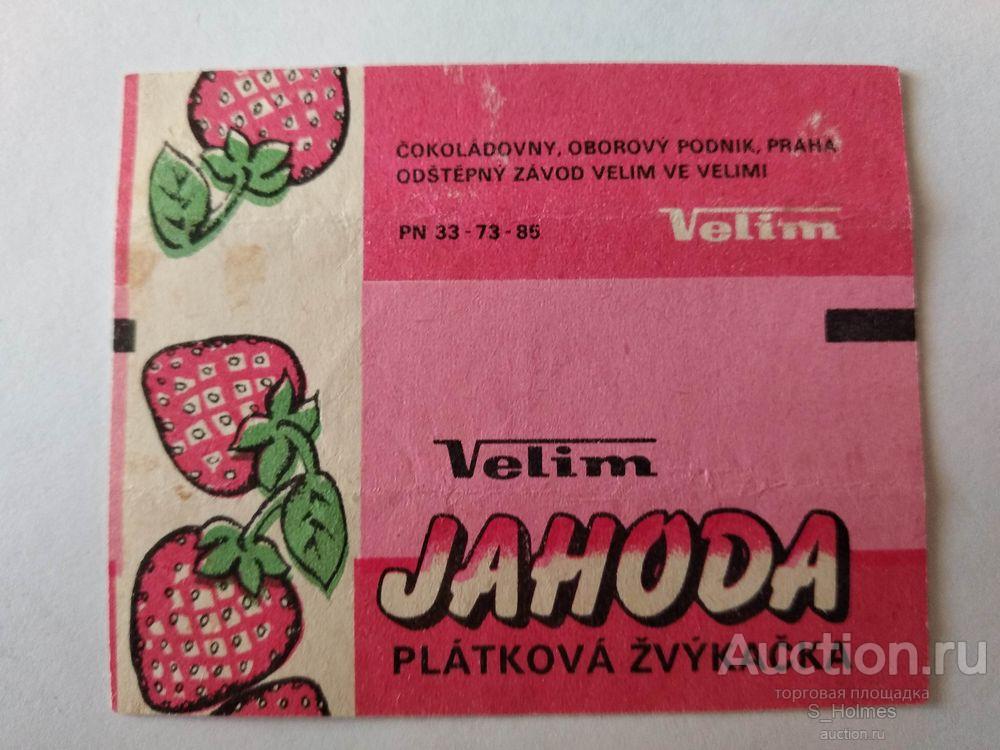 ČOKOLÁDOVNY, OBOROVÝ PODNIK, PRAHA
ODŠTĚPNÝ ZÁVOD VELIM VE VELIMI
PN 33-73-85 Velim
Velim
JAHODA
PLÁTKOVÁ ŽVÝKAČKA
Auction.ru
торговая площадка
S_Holmes
auction.ru